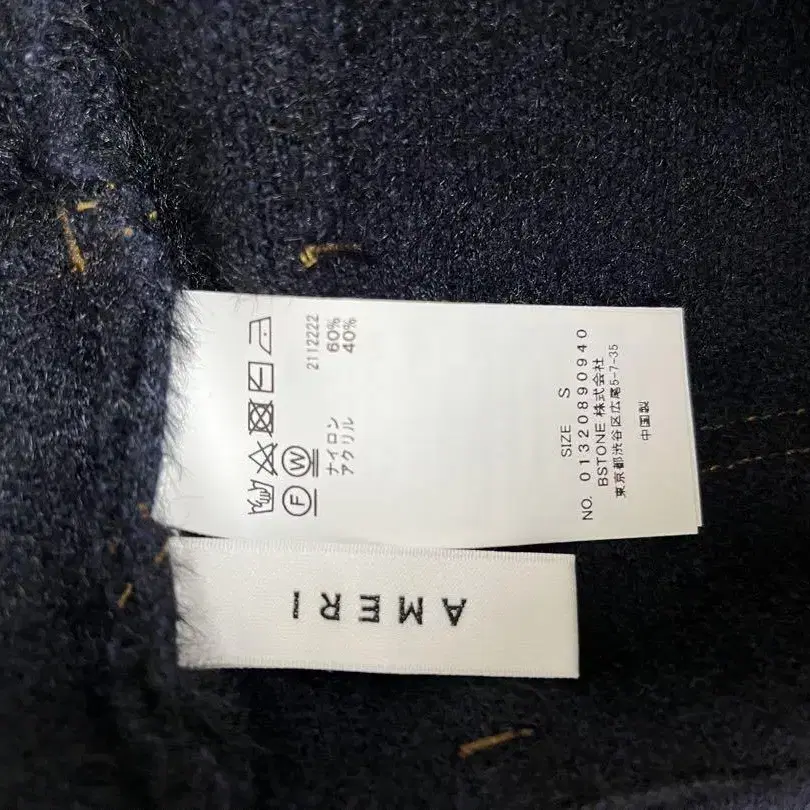 2112222
ナイロン 60%
アクリル 40%
SIZE S
NO. 01320890940
BSTONE 株式会社
東京都渋谷区広尾5-7-35
中国製
F W
AMERI